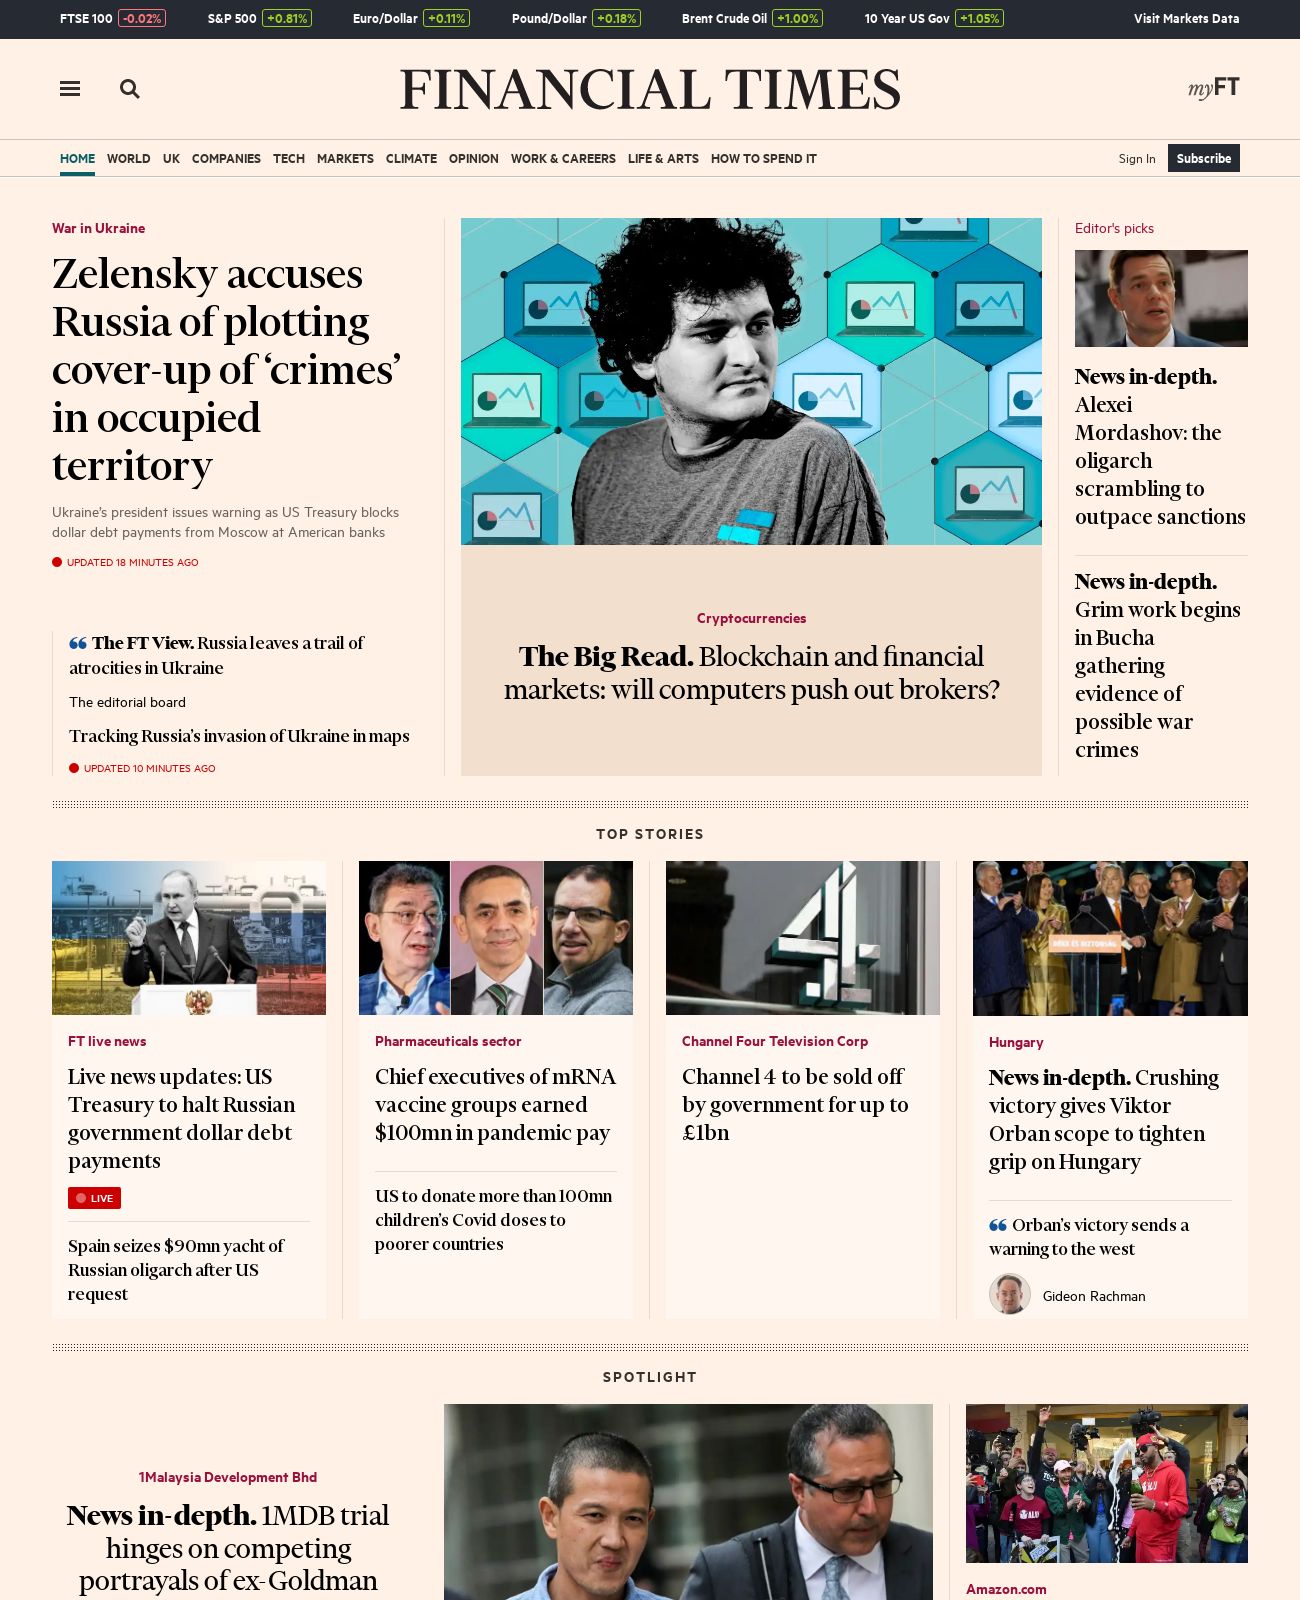 FTSE 100 -0.02% S&P 500 +0.81% Euro/Dollar +0.11% Pound/Dollar +0.18% Brent Crude Oil +1.00% 10 Year US Gov +1.05% Visit Markets Data
FINANCIAL TIMES
myFT
HOME WORLD UK COMPANIES TECH MARKETS CLIMATE OPINION WORK & CAREERS LIFE & ARTS HOW TO SPEND IT Sign In Subscribe
War in Ukraine
Zelensky accuses
Russia of plotting
cover-up of ‘crimes’
in occupied
territory
Ukraine’s president issues warning as US Treasury blocks
dollar debt payments from Moscow at American banks
UPDATED 18 MINUTES AGO
“ The FT View. Russia leaves a trail of
atrocities in Ukraine
The editorial board
Tracking Russia’s invasion of Ukraine in maps
UPDATED 10 MINUTES AGO
Cryptocurrencies
The Big Read. Blockchain and financial
markets: will computers push out brokers?
Editor's picks
News in-depth.
Alexei
Mordashov: the
oligarch
scrambling to
outpace sanctions
News in-depth.
Grim work begins
in Bucha
gathering
evidence of
possible war
crimes
TOP STORIES
FT live news
Live news updates: US
Treasury to halt Russian
government dollar debt
payments
LIVE
Spain seizes $90mn yacht of
Russian oligarch after US
request
Pharmaceuticals sector
Chief executives of mRNA
vaccine groups earned
$100mn in pandemic pay
US to donate more than 100mn
children’s Covid doses to
poorer countries
4
Channel Four Television Corp
Channel 4 to be sold off
by government for up to
£1bn
Hungary
News in-depth. Crushing
victory gives Viktor
Orban scope to tighten
grip on Hungary
“ Orban’s victory sends a
warning to the west
Gideon Rachman
SPOTLIGHT
1Malaysia Development Bhd
News in-depth. 1MDB trial
hinges on competing
portrayals of ex-Goldman
ALU
Amazon.com